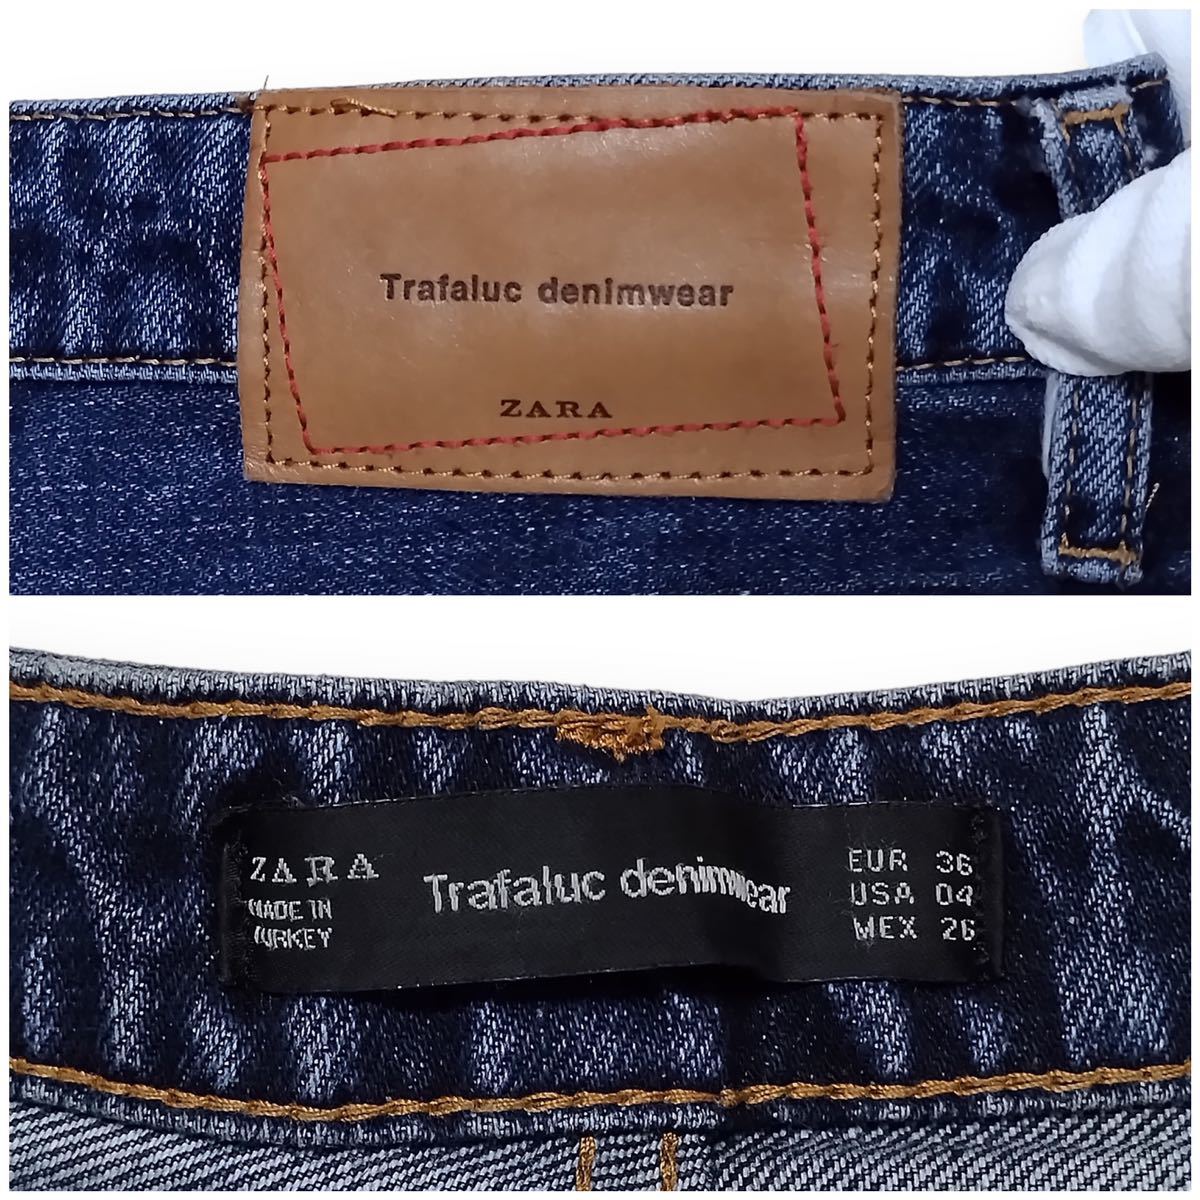 Trafaluc denimwear
ZARA
ZARA
MADE IN
TURKEY
Trafaluc denimwear
EUR 36
USA 04
MEX 26